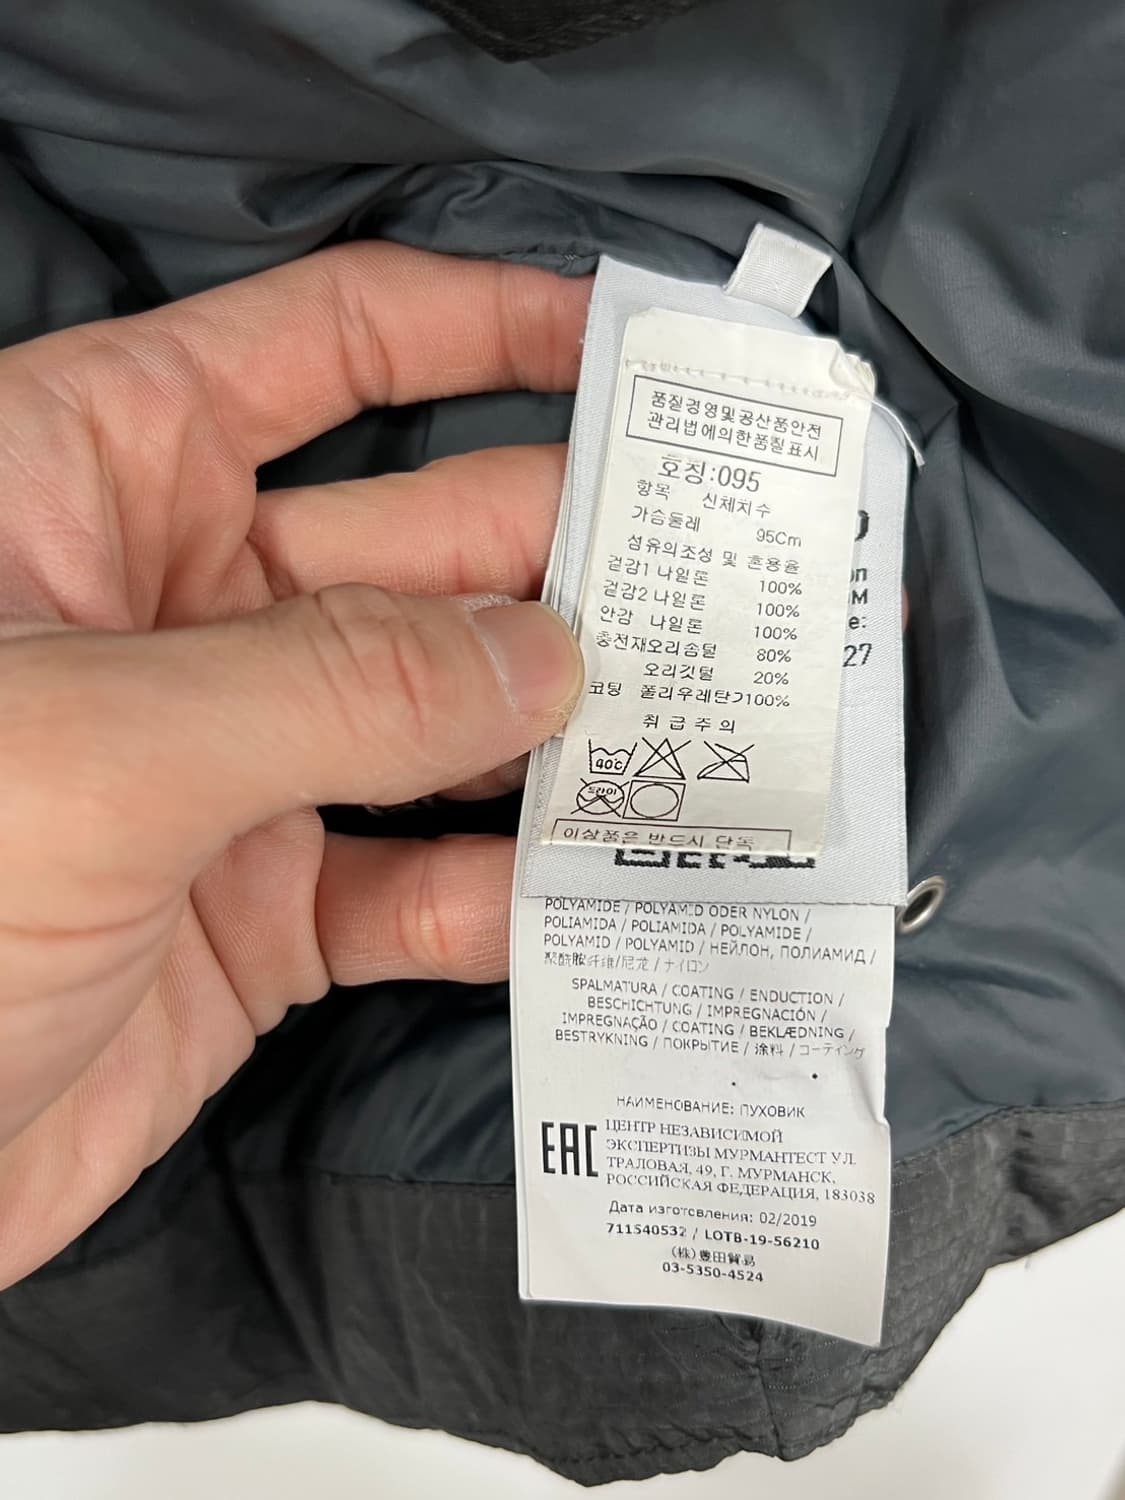 품질경영및공산품안전
관리법에의한품질표시
호칭:095
항목 신체치수
가슴둘레 95Cm
섬유의조성 및 혼용율
겉감1 나일론 100%
겉감2 나일론 100%
안감 나일론 100%
충전재오리솜털 80%
오리깃털 20%
코팅 폴리우레탄기100%
취급주의
40℃
드라이
이상품은 반드시 단독
on
e:
27
POLYAMIDE / POLYAMID ODER NYLON /
POLIAMIDA / POLIAMIDA / POLYAMIDE /
POLYAMID / POLYAMID / НЕЙЛОН, ПОЛИАМИД /
聚酰胺纤维/尼龙 / ナイロン
SPALMATURA / COATING / ENDUCTION /
BESCHICHTUNG / IMPREGNACIÓN /
IMPREGNAÇÃO / COATING / BEKLÆDNING /
BESTRYKNING / ПОКРЫТИЕ / 涂料 / コーティング
НАИМЕНОВАНИЕ: ПУХОВИК
EAC
ЦЕНТР НЕЗАВИСИМОЙ
ЭКСПЕРТИЗЫ МУРМАНТЕСТ УЛ.
ТРАЛОВАЯ, 49, Г. МУРМАНСК,
РОССИЙСКАЯ ФЕДЕРАЦИЯ, 183038
Дата изготовления: 02/2019
711540532 / LOTB-19-56210
(株)豊田貿易
03-5350-4524